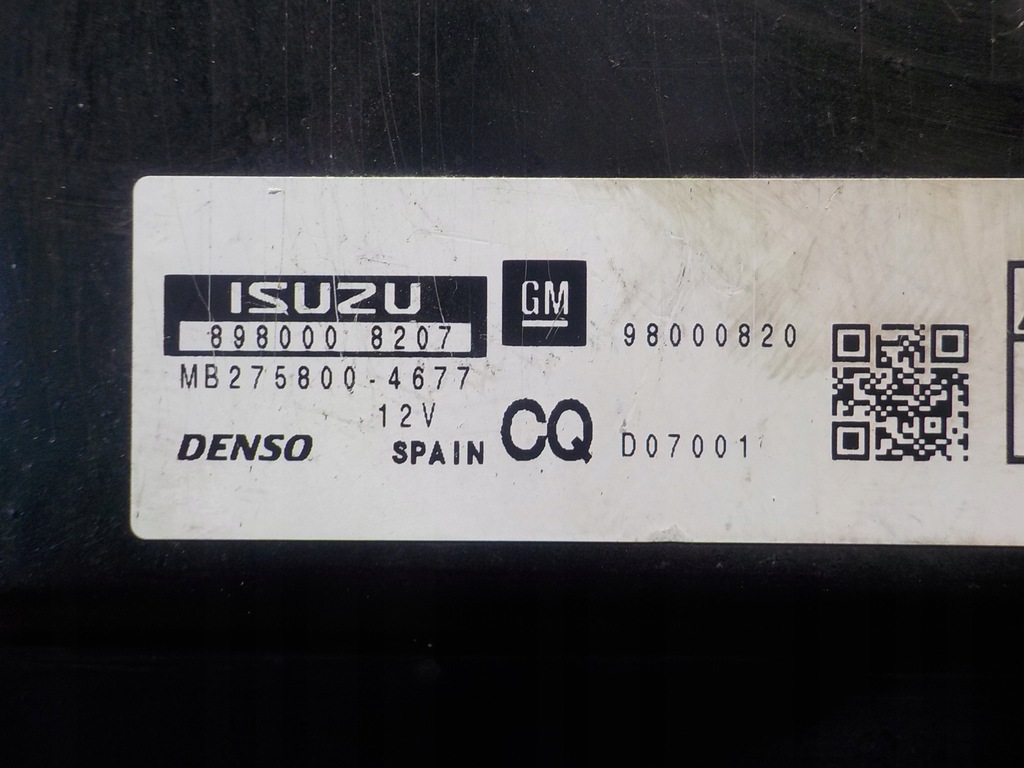 ISUZU
898000 8207
GM
98000820
MB275800-4677
12V
DENSO
SPAIN
CQ
D07001